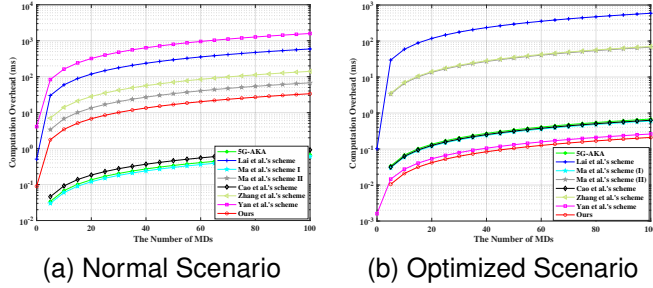 10^4
10^3
10^2
10^1
10^0
10^-1
10^-2
Computation Overhead (ms)
0 20 40 60 80 100
The Number of MDs
5G-AKA
Lai et al.'s scheme
Ma et al.'s scheme I
Ma et al.'s scheme II
Cao et al.'s scheme
Zhang et al.'s scheme
Yan et al.'s scheme
Ours
(a) Normal Scenario
10^3
10^2
10^1
10^0
10^-1
10^-2
10^-3
Computation Overhead (ms)
0 20 40 60 80 100
The Number of MDs
5G-AKA
Lai et al.'s scheme
Ma et al.'s scheme (I)
Ma et al.'s scheme (II)
Cao et al.'s scheme
Zhang et al.'s scheme
Yan et al.'s scheme
Ours
(b) Optimized Scenario